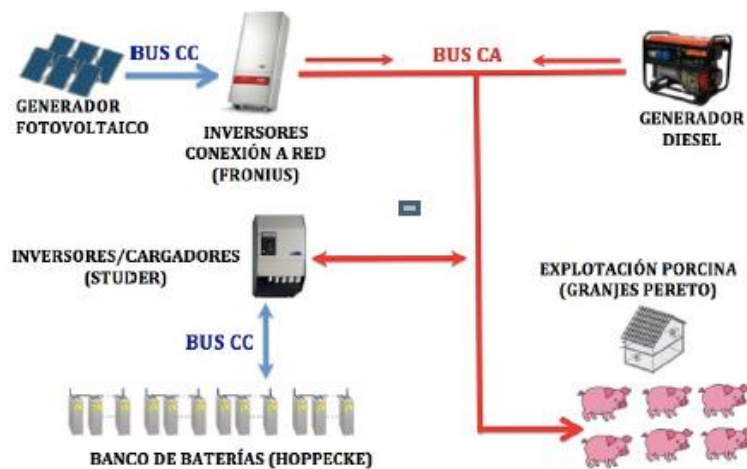 BUS CC
BUS CA
GENERADOR
FOTOVOLTAICO
INVERSORES
CONEXIÓN A RED
(FRONIUS)
GENERADOR
DIESEL
INVERSORES/CARGADORES
(STUDER)
EXPLOTACIÓN PORCINA
(GRANJES PERETO)
BUS CC
BANCO DE BATERÍAS (HOPPECKE)